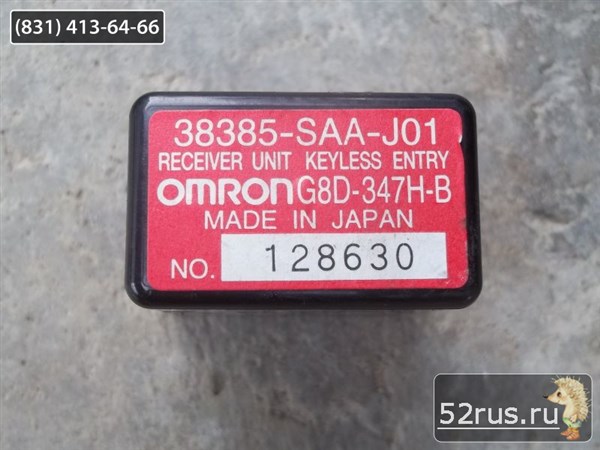 (831) 413-64-66
38385-SAA-J01
RECEIVER UNIT KEYLESS ENTRY
OMRON G8D-347H-B
MADE IN JAPAN
NO. 128630
52rus.ru